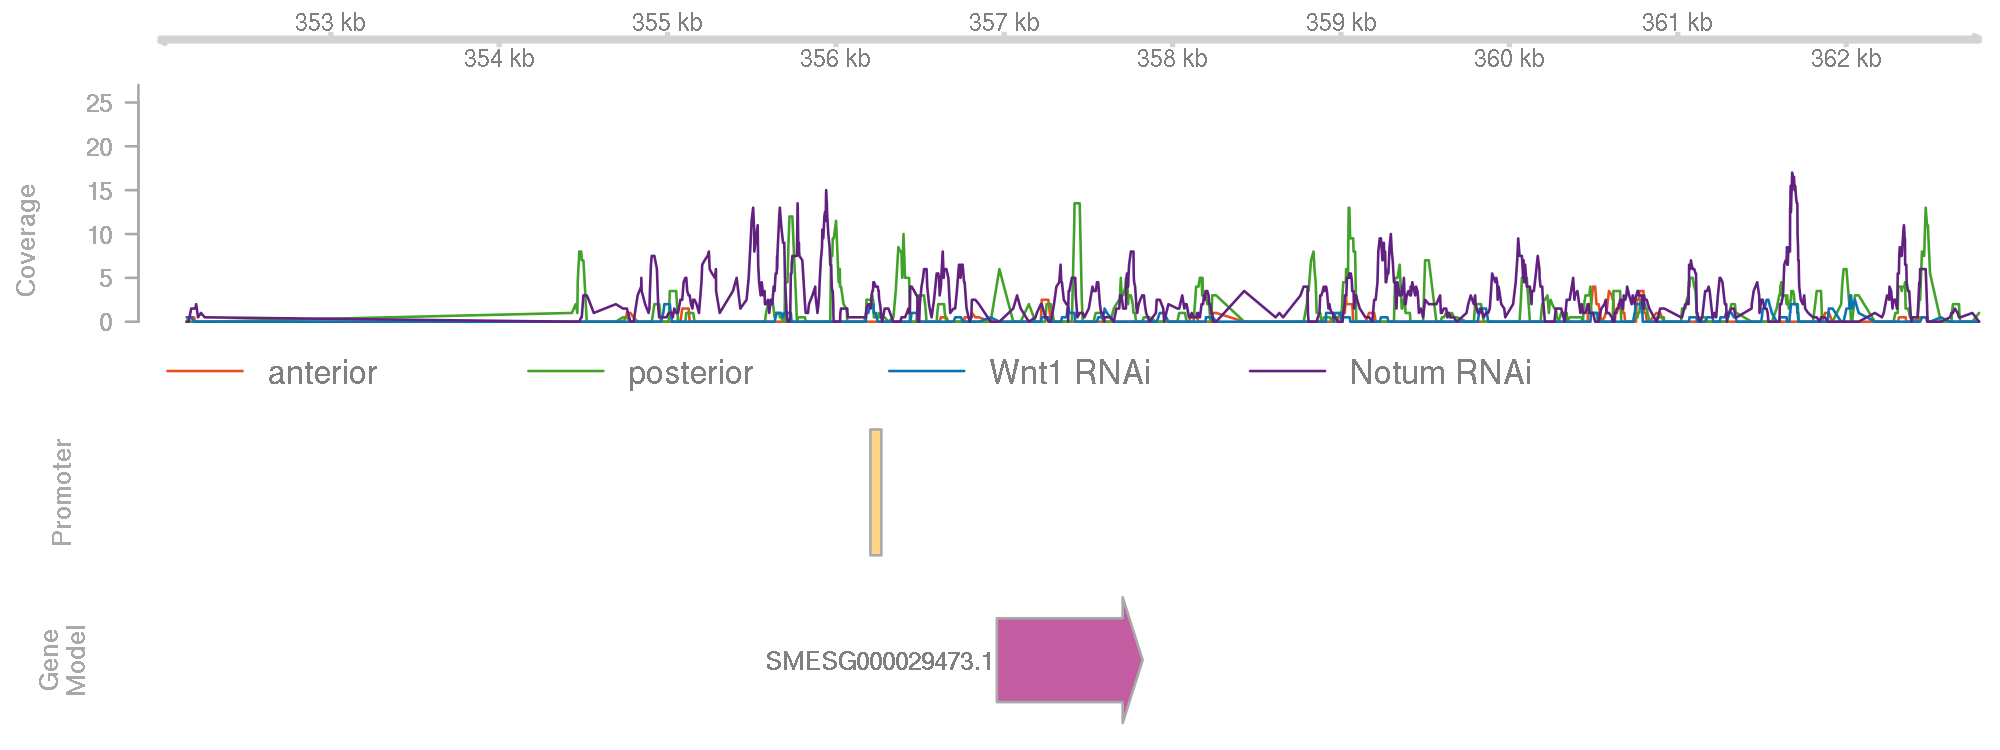 353 kb 355 kb 357 kb 359 kb 361 kb
354 kb 356 kb 358 kb 360 kb 362 kb
Coverage
25
20
15
10
5
0
anterior posterior Wnt1 RNAi Notum RNAi
Promoter
Gene
Model
SMESG000029473.1